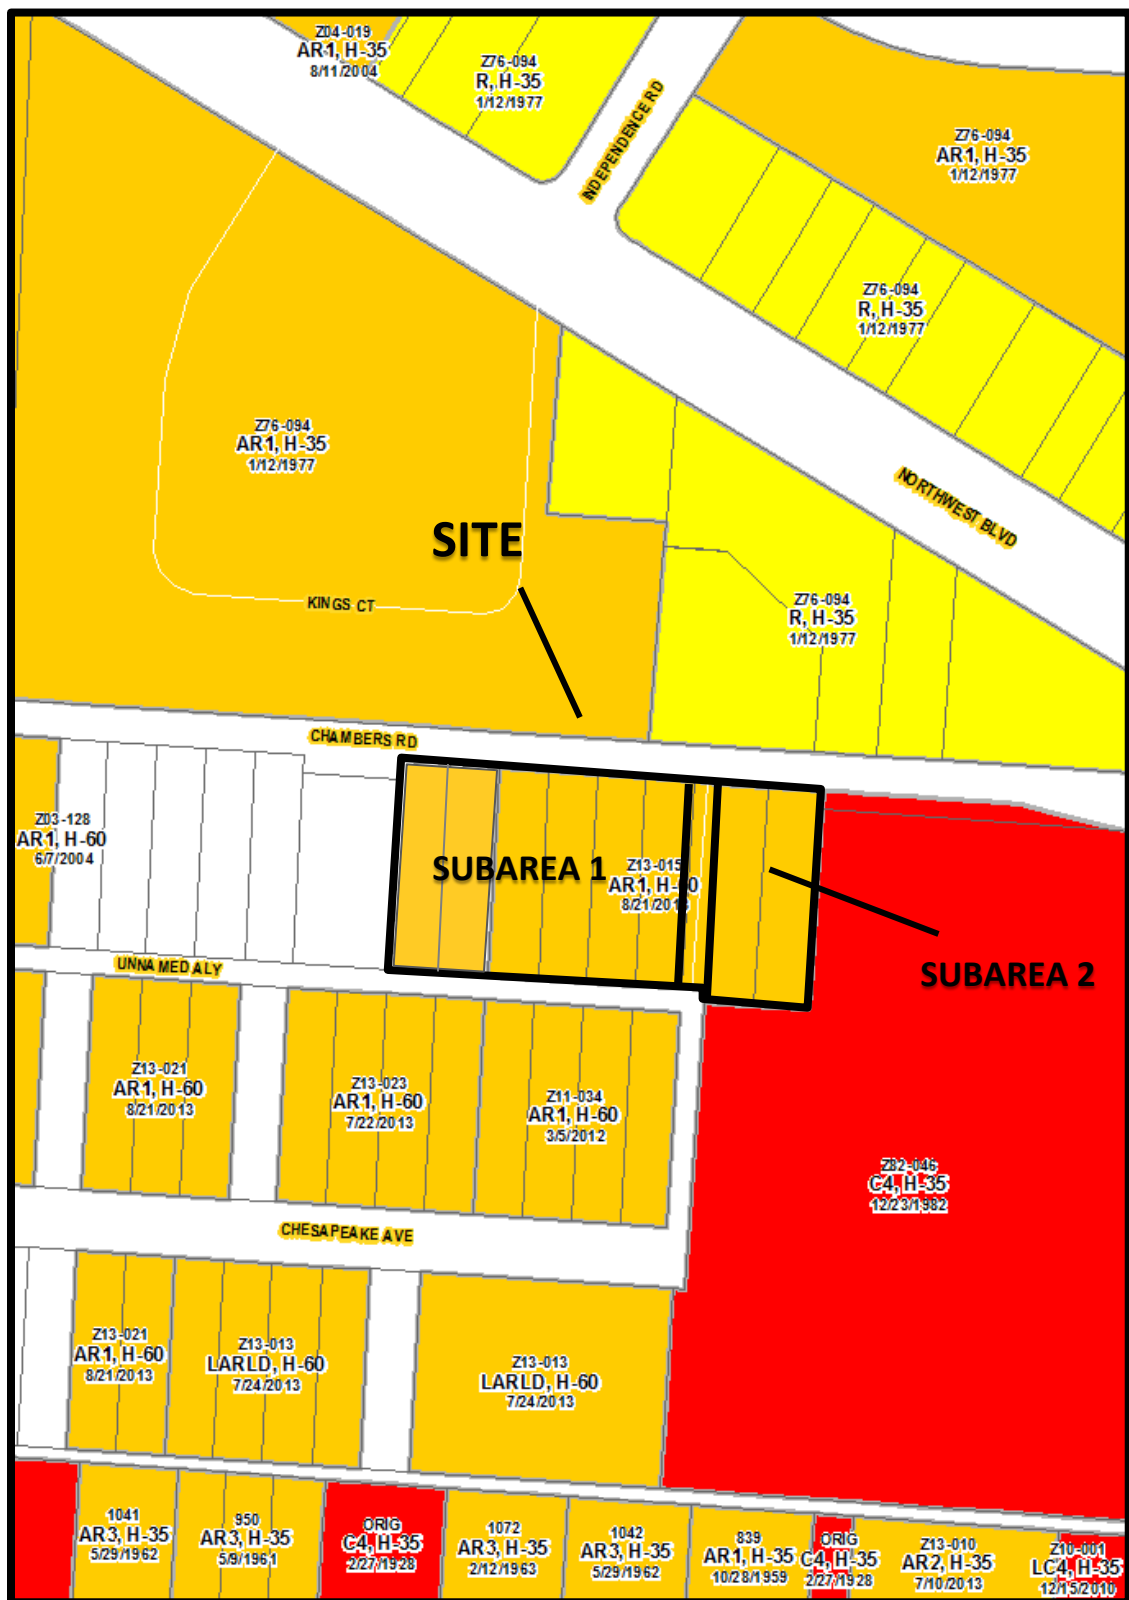 Z04-019
AR1, H-35
8/11/2004
Z76-094
R, H-35
1/12/1977
INDEPENDENCE RD
Z76-094
AR1, H-35
1/12/1977
Z76-094
R, H-35
1/12/1977
Z76-094
AR1, H-35
1/12/1977
NORTHWEST BLVD
SITE
KINGS CT
Z76-094
R, H-35
1/12/1977
CHAMBERS RD
Z03-128
AR1, H-60
6/7/2004
SUBAREA 1
Z13-015
AR1, H-60
8/21/2013
SUBAREA 2
UNNAMED ALY
Z13-021
AR1, H-60
8/21/2013
Z13-023
AR1, H-60
7/22/2013
Z11-034
AR1, H-60
3/5/2012
Z82-046
C4, H-35
12/23/1982
CHESAPEAKE AVE
Z13-021
AR1, H-60
8/21/2013
Z13-013
LARLD, H-60
7/24/2013
Z13-013
LARLD, H-60
7/24/2013
1041
AR3, H-35
5/29/1962
950
AR3, H-35
5/9/1961
ORIG
C4, H-35
2/27/1928
1072
AR3, H-35
2/12/1963
1042
AR3, H-35
5/29/1962
839
AR1, H-35
10/28/1959
ORIG
C4, H-35
2/27/1928
Z13-010
AR2, H-35
7/10/2013
Z10-001
LC4, H-35
12/15/2010